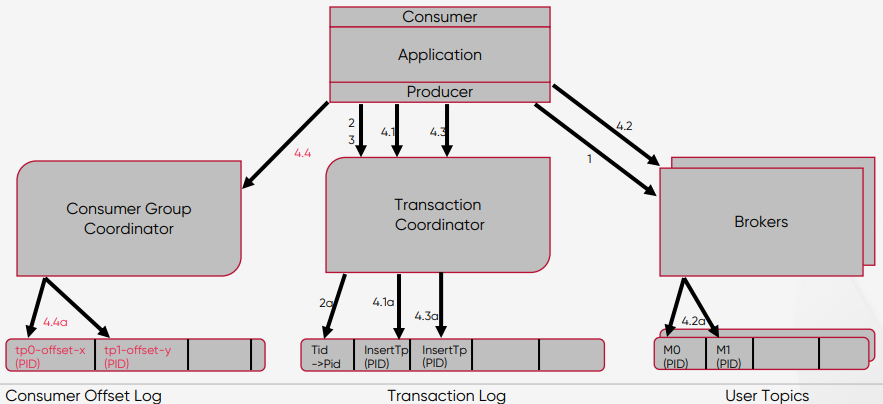 Consumer
Application
Producer
2
3
4.1
4.3
4.4
4.2
1
Consumer Group
Coordinator
Transaction
Coordinator
Brokers
4.4a
2a
4.1a
4.3a
4.2a
tp0-offset-x
(PID)
tp1-offset-y
(PID)
Tid
->Pid
InsertTp
(PID)
InsertTp
(PID)
M0
(PID)
M1
(PID)
Consumer Offset Log
Transaction Log
User Topics